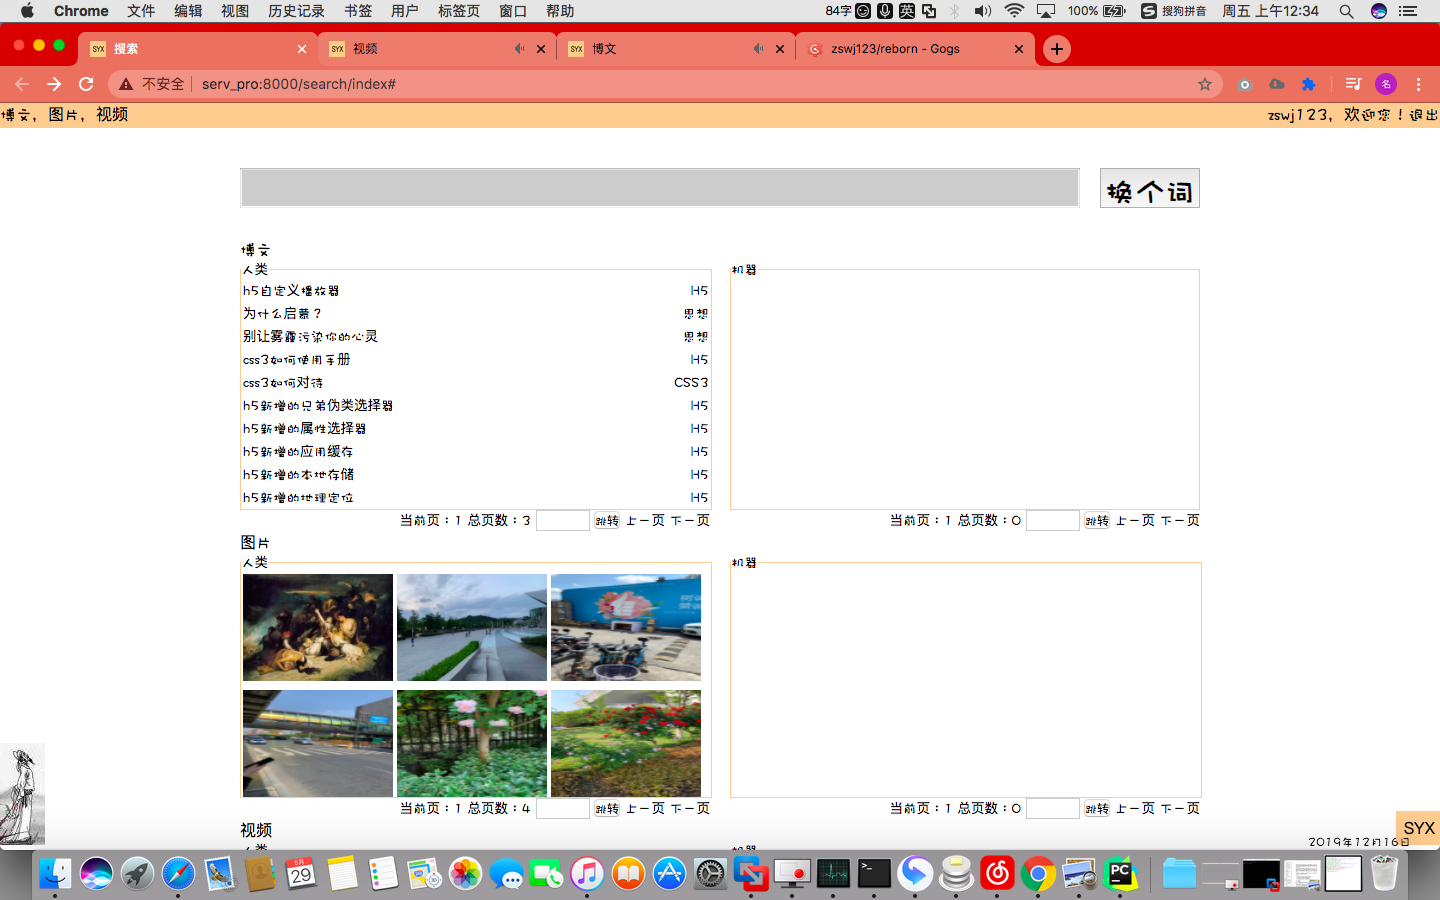 Chrome 文件 编辑 视图 历史记录 书签 用户 标签页 窗口 帮助 84字 英 100% 搜狗拼音 周五 上午12:34
SYX 搜索 SYX 视频 SYX 博文 zswj123/reborn - Gogs
不安全 serv_pro:8000/search/index# 名
博文，图片，视频 zswj123，欢迎您！退出
换个词
博文
人类 机器
h5自定义播放器 H5
为什么启蒙？ 思想
别让雾霾污染你的心灵 思想
css3如何使用手册 H5
css3如何对待 CSS3
h5新增的兄弟伪类选择器 H5
h5新增的属性选择器 H5
h5新增的应用缓存 H5
h5新增的本地存储 H5
h5新增的地理定位 H5
当前页：1 总页数：3 跳转 上一页 下一页 当前页：1 总页数：0 跳转 上一页 下一页
图片
人类 机器
当前页：1 总页数：4 跳转 上一页 下一页 当前页：1 总页数：0 跳转 上一页 下一页
视频
人类 机器
SYX
2019年12月16日
5月
29
PC